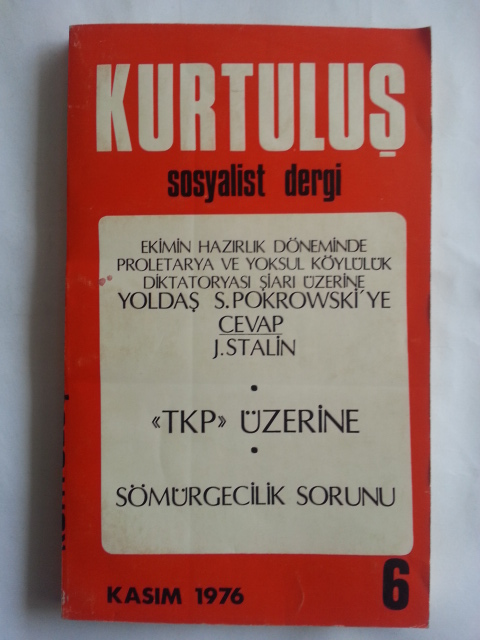 KURTULUŞ
sosyalist dergi
EKİMİN HAZIRLIK DÖNEMİNDE
PROLETARYA VE YOKSUL KÖYLÜLÜK
DİKTATORYASI ŞİARI ÜZERİNE
YOLDAŞ S.POKROWSKİ'YE
CEVAP
J.STALİN
•
«TKP» ÜZERİNE
•
SÖMÜRGECİLİK SORUNU
KASIM 1976
6